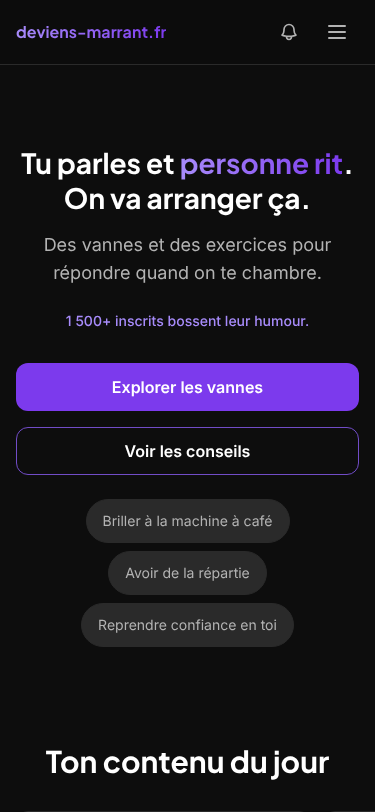 deviens-marrant.fr
Tu parles et personne rit.
On va arranger ça.
Des vannes et des exercices pour
répondre quand on te chambre.
1 500+ inscrits bossent leur humour.
Explorer les vannes
Voir les conseils
Briller à la machine à café
Avoir de la répartie
Reprendre confiance en toi
Ton contenu du jour